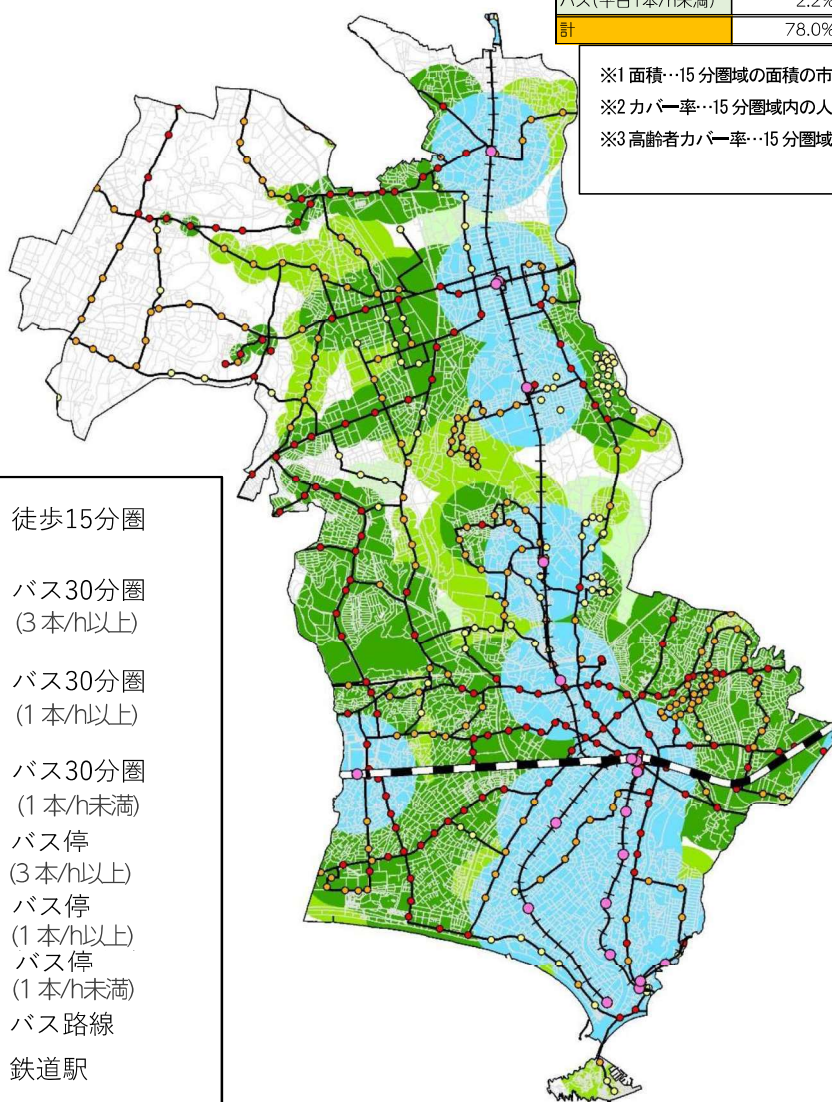 バス(平日1本/h未満) 2.2%
計 78.0%
※1 面積…15 分圏域の面積の市
※2 カバー率…15 分圏域内の人
※3 高齢者カバー率…15 分圏域
徒歩15分圏
バス30分圏
(3 本/h以上)
バス30分圏
(1 本/h以上)
バス30分圏
(1 本/h未満)
バス停
(3 本/h以上)
バス停
(1 本/h以上)
バス停
(1 本/h未満)
バス路線
鉄道駅